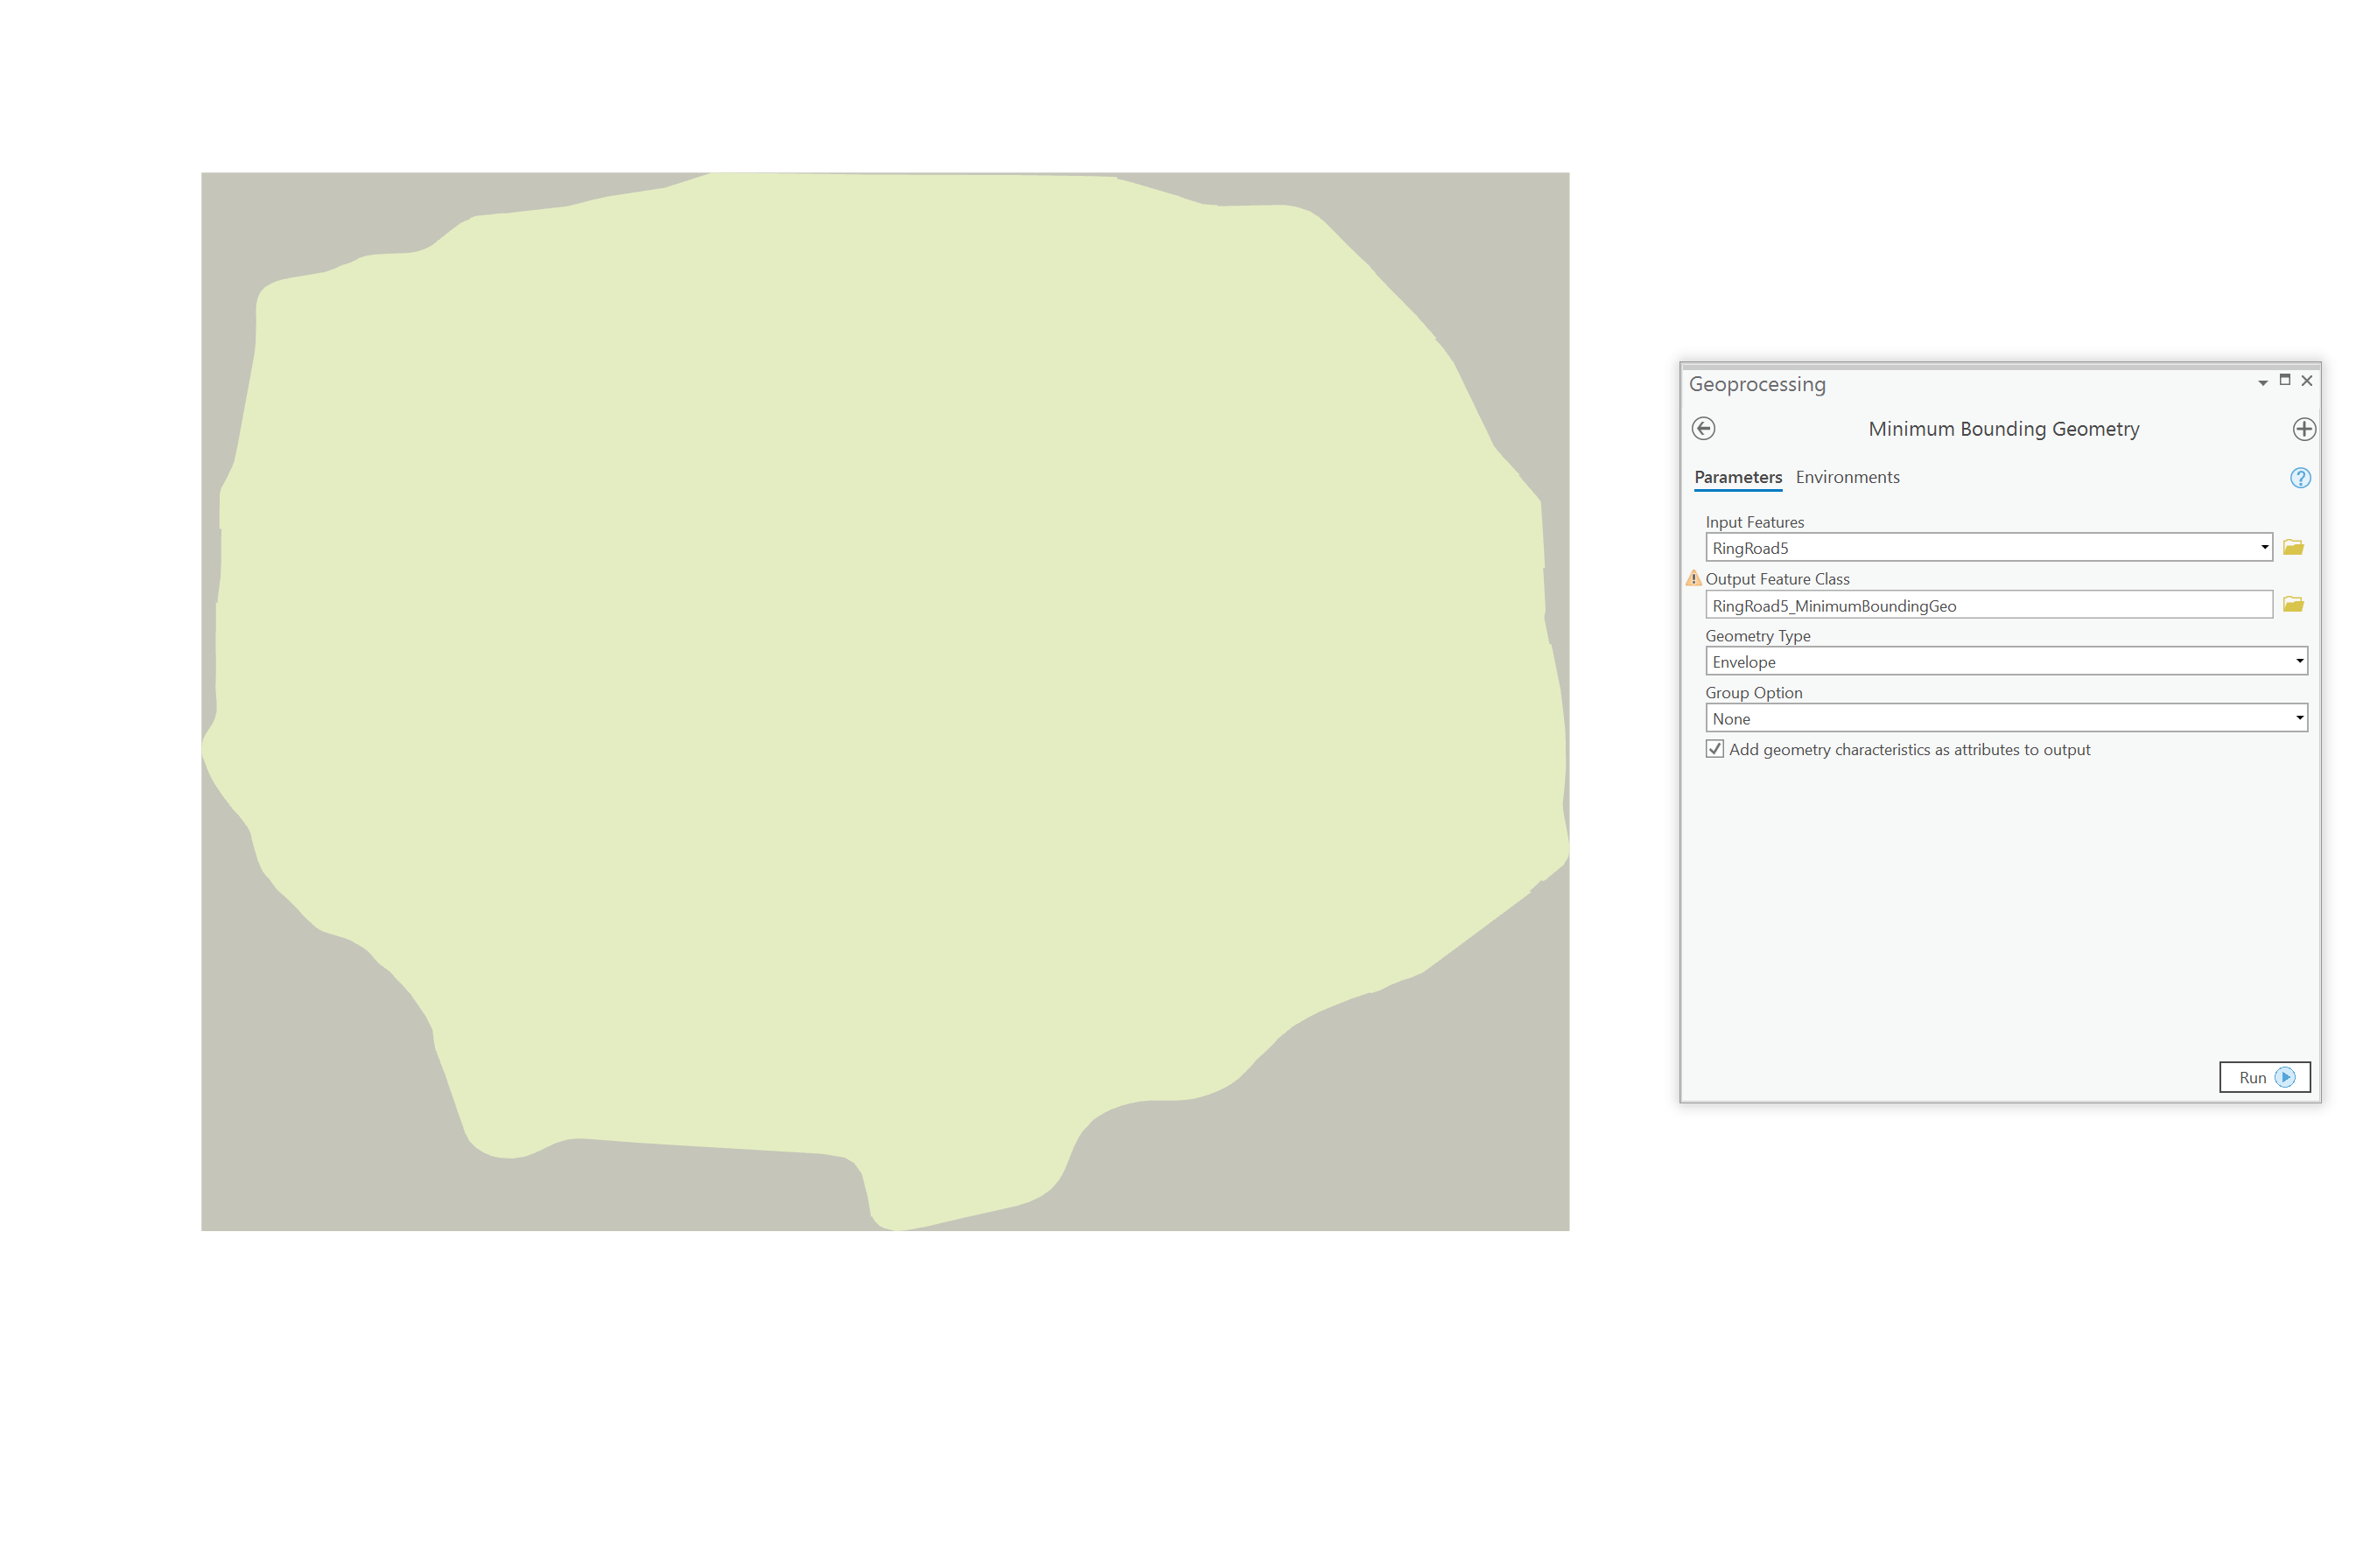 Geoprocessing
Minimum Bounding Geometry
Parameters Environments
Input Features
RingRoad5
Output Feature Class
RingRoad5_MinimumBoundingGeo
Geometry Type
Envelope
Group Option
None
Add geometry characteristics as attributes to output
Run